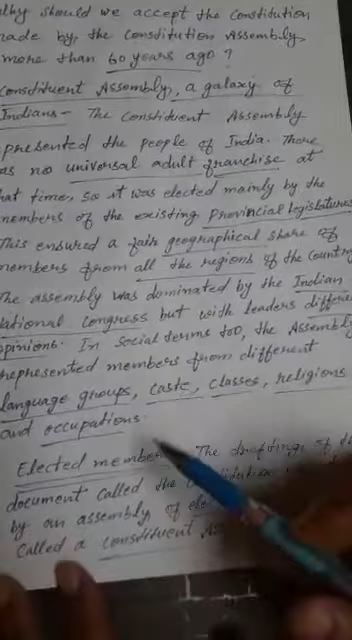 should we accept the Constitution
made by, the constitution Assembly
more than 60 years ago ?
Constituent Assembly, a galaxy of
Indians - The Constituent Assembly
presented the people of India. There
as no universal adult franchise at
hat time, so it was elected mainly by the
members of the existing Provincial legislatures
This ensured a fair geographical share of
members from all the regions of the country
The assembly was dominated by the Indian
National Congress but with leaders different
opinions. In Social terms too, the Assembly
represented members from different
language groups, caste, classes, religions
and occupations.
Elected The drafting of
document called the
by an assembly of
Called a constituent